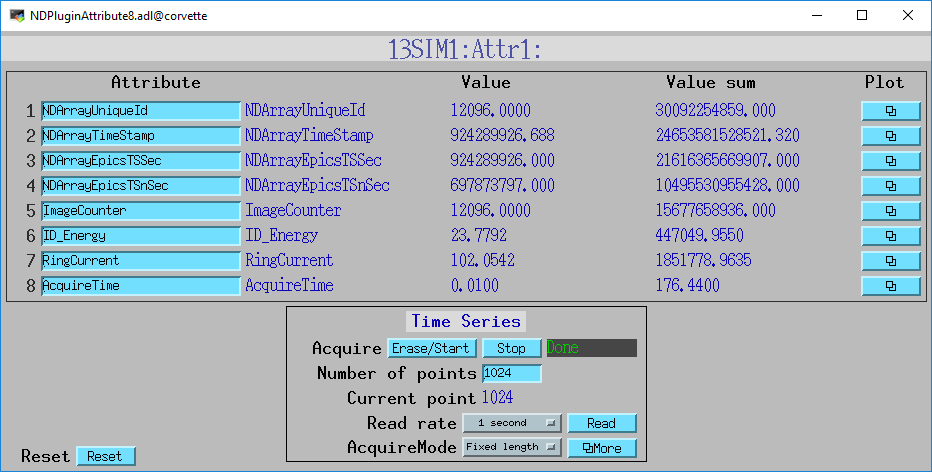 NDPluginAttribute8.adl@corvette
13SIM1:Attr1:
Attribute Value Value sum Plot
1 NDArrayUniqueId NDArrayUniqueId 12096.0000 30092254859.000
2 NDArrayTimeStamp NDArrayTimeStamp 924289926.688 24653581528521.320
3 NDArrayEpicsTSSec NDArrayEpicsTSSec 924289926.000 21616365669907.000
4 NDArrayEpicsTSnSec NDArrayEpicsTSnSec 697873797.000 10495530955428.000
5 ImageCounter ImageCounter 12096.0000 15677658936.000
6 ID_Energy ID_Energy 23.7792 447049.9550
7 RingCurrent RingCurrent 102.0542 1851778.9635
8 AcquireTime AcquireTime 0.0100 176.4400
Time Series
Acquire Erase/Start Stop Done
Number of points 1024
Current point 1024
Read rate 1 second Read
AcquireMode Fixed length More
Reset Reset